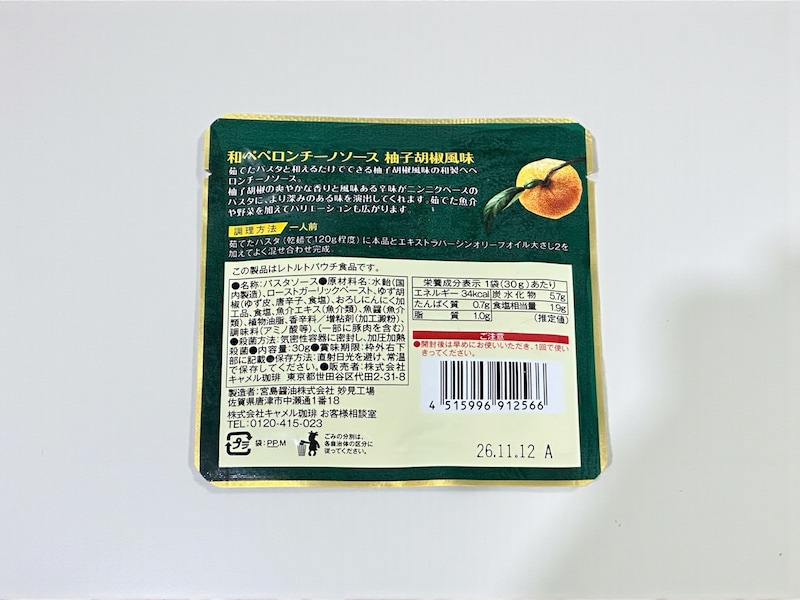 和ペペロンチーノソース 柚子胡椒風味
茹でたパスタと和えるだけでできる柚子胡椒風味の和製ペペ
ロンチーノソース。
柚子胡椒の爽やかな香りと風味ある辛味がニンニクベースの
パスタに、より深みのある味を演出してくれます。茹でた魚介
や野菜を加えてバリエーションも広がります。
調理方法 一人前
茹でたパスタ(乾麺で120g程度)に本品とエキストラバージンオリーブオイル大さじ2を
加えてよく混ぜ合わせ完成。
この製品はレトルトパウチ食品です。
●名称:パスタソース●原材料名:水飴(国
内製造)、ローストガーリックペースト、ゆず胡
椒(ゆず皮、唐辛子、食塩)、おろしにんにく加
工品、食塩、魚介エキス(魚介類)、魚醤(魚介
類)、植物油脂、香辛料/増粘剤(加工澱粉)、
調味料(アミノ酸等)、(一部に豚肉を含む)
●殺菌方法:気密性容器に密封し、加圧加熱
殺菌●内容量:30g●賞味期限:枠外右下
部に記載●保存方法:直射日光を避け、常温
で保存してください。●販売者:株式会社
キャメル珈琲 東京都世田谷区代田2-31-8
製造者:宮島醤油株式会社 妙見工場
佐賀県唐津市中瀬通1番18
株式会社キャメル珈琲 お客様相談室
TEL:0120-415-023
プラ
袋:PP,M
ごみの分別は、
各自治体の区分に
従ってください。
栄養成分表示 1袋(30g)あたり
エネルギー 34kcal 炭水化物 5.7g
たんぱく質 0.7g 食塩相当量 1.9g
脂質 1.0g (推定値)
ご注意
●開封後は早めにお使いいただき、1回で使い
きってください。
4 515996 912566
26.11.12 A